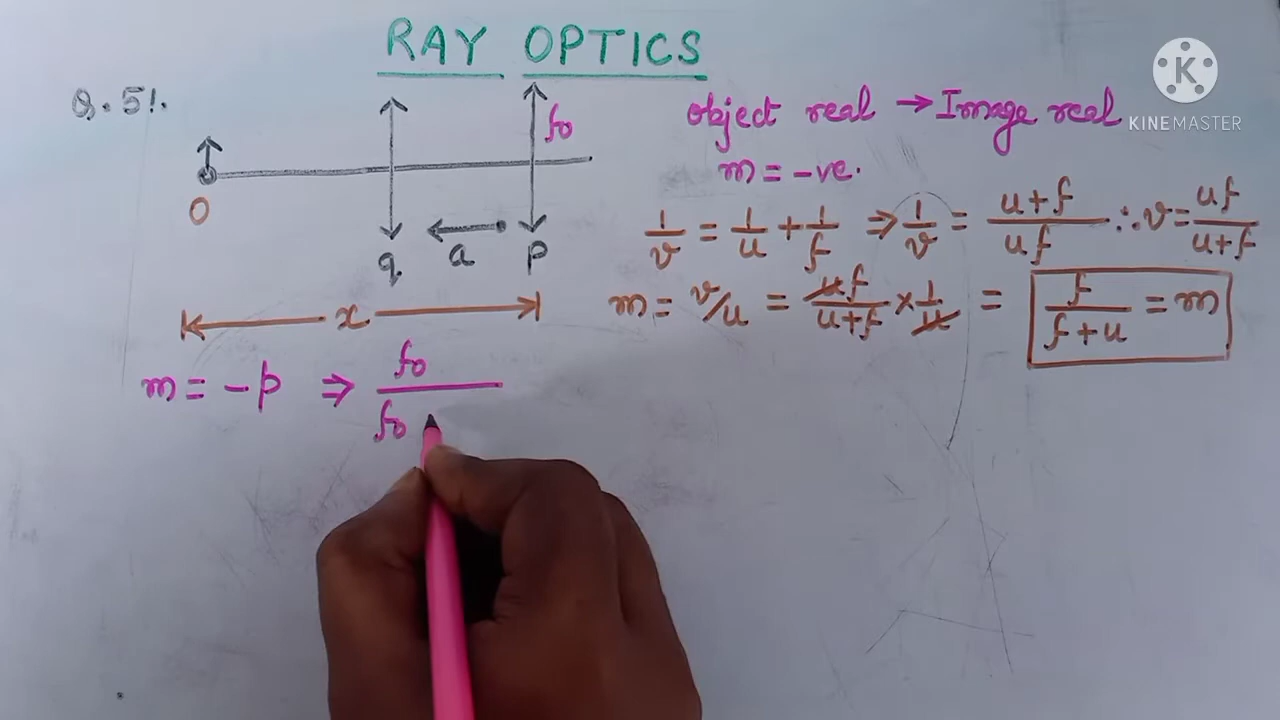 RAY OPTICS
Q. 51.
fo
O
q
a
p
x
m = -p ⇒ fo/fo
object real → Image real
m = -ve.
1/v = 1/u + 1/f ⇒ 1/v = u+f/uf ∴ v = uf/u+f
m = v/u = uf/u+f × 1/u = f/f+u = m
K
KINEMASTER